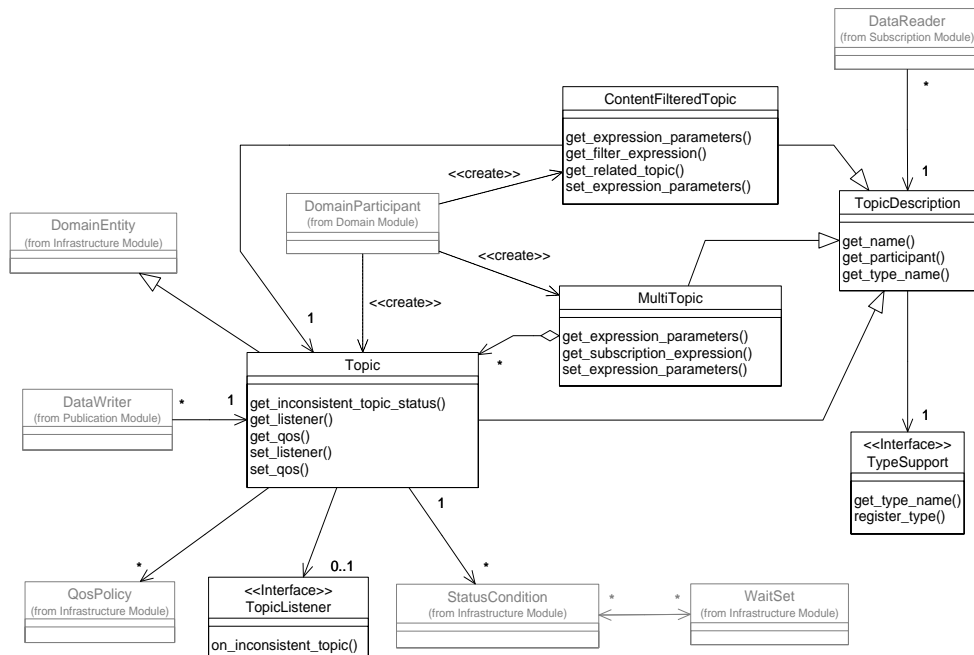 DataReader
(from Subscription Module)
*
1
ContentFilteredTopic
get_expression_parameters()
get_filter_expression()
get_related_topic()
set_expression_parameters()
<<create>>
DomainParticipant
(from Domain Module)
<<create>>
<<create>>
TopicDescription
get_name()
get_participant()
get_type_name()
DomainEntity
(from Infrastructure Module)
MultiTopic
get_expression_parameters()
get_subscription_expression()
set_expression_parameters()
1
*
Topic
get_inconsistent_topic_status()
get_listener()
get_qos()
set_listener()
set_qos()
DataWriter
(from Publication Module)
*
1
1
<<Interface>>
TypeSupport
get_type_name()
register_type()
1
*
0..1
*
QosPolicy
(from Infrastructure Module)
<<Interface>>
TopicListener
on_inconsistent_topic()
StatusCondition
(from Infrastructure Module)
*
*
WaitSet
(from Infrastructure Module)